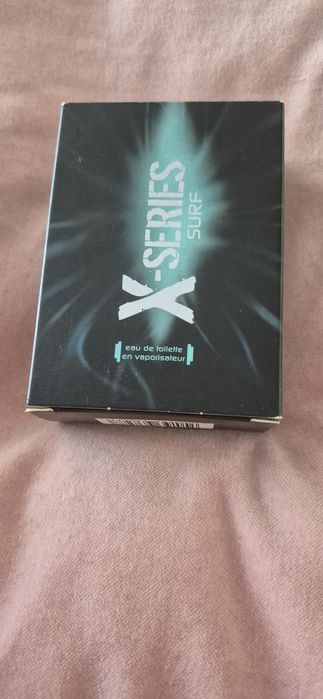 X-SERIES
SURF
eau de toilette
en vaporisateur